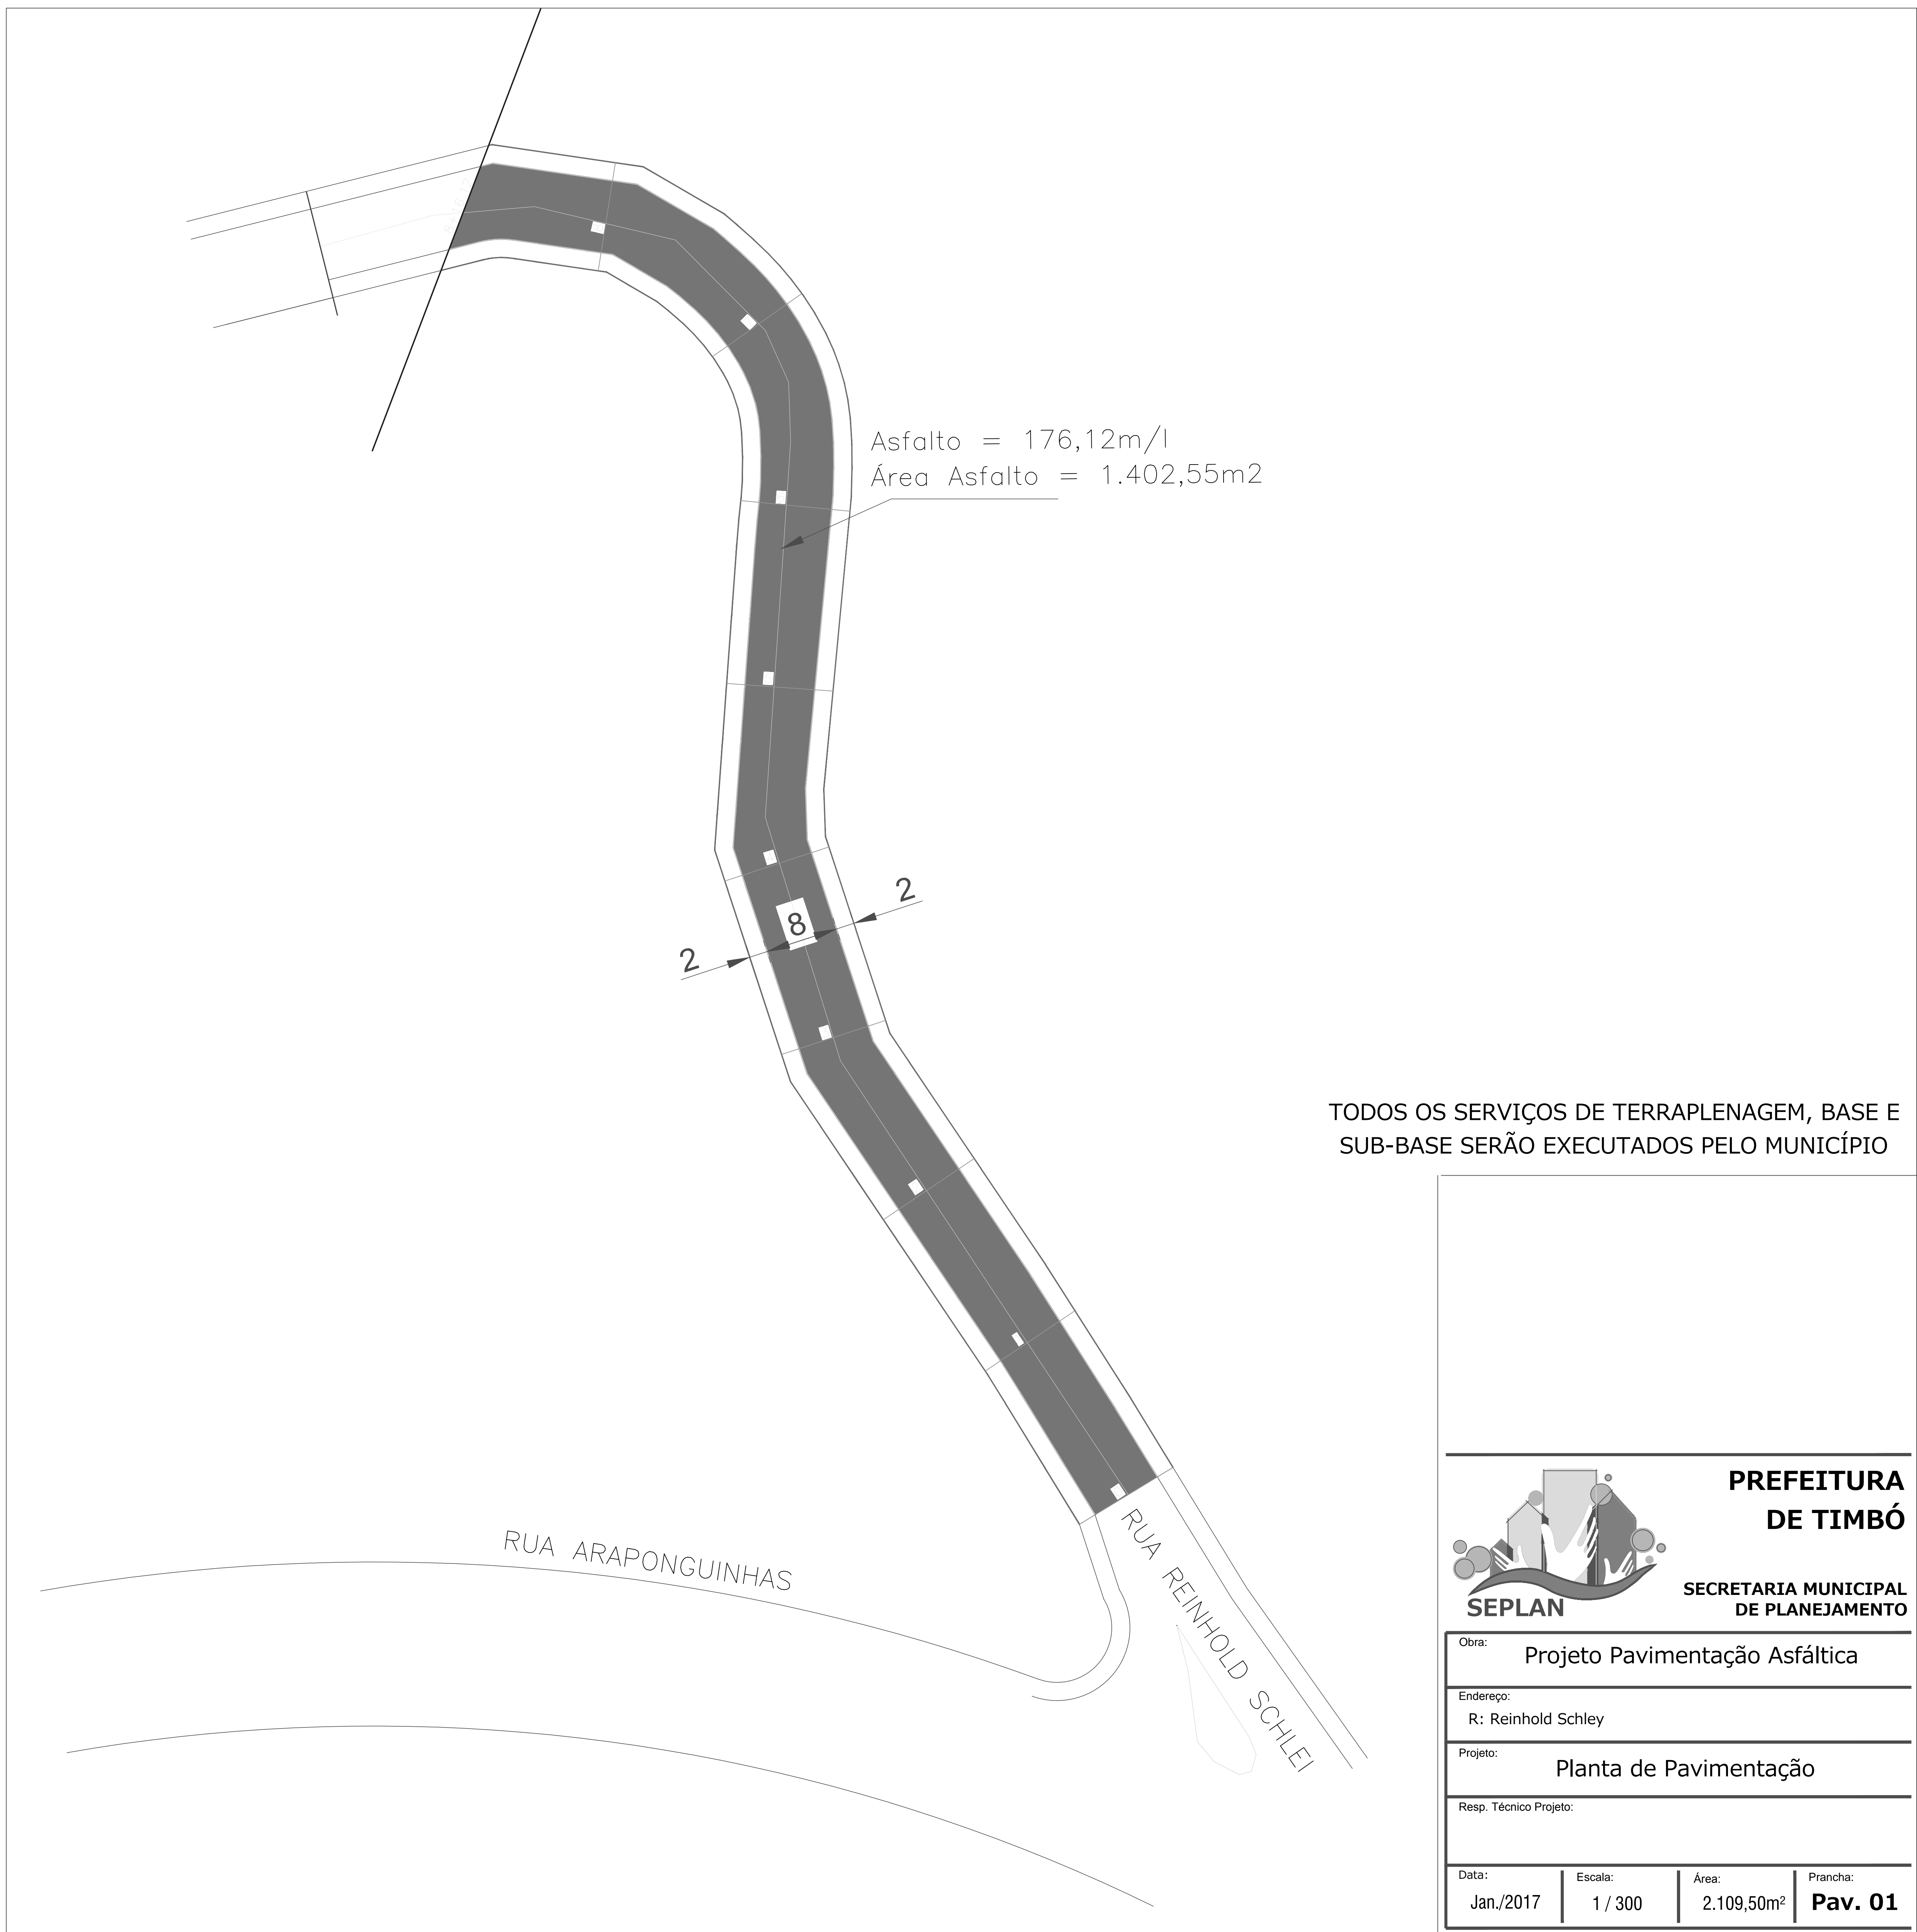 Asfalto = 176,12m/l
Área Asfalto = 1.402,55m2
2
8
2
TODOS OS SERVIÇOS DE TERRAPLENAGEM, BASE E
SUB-BASE SERÃO EXECUTADOS PELO MUNICÍPIO
RUA ARAPONGUINHAS
RUA REINHOLD SCHLEI
PREFEITURA
DE TIMBÓ
SEPLAN
SECRETARIA MUNICIPAL
DE PLANEJAMENTO
Obra:
Projeto Pavimentação Asfáltica
Endereço:
R: Reinhold Schley
Projeto:
Planta de Pavimentação
Resp. Técnico Projeto:
Data:
Jan./2017
Escala:
1 / 300
Área:
2.109,50m²
Prancha:
Pav. 01